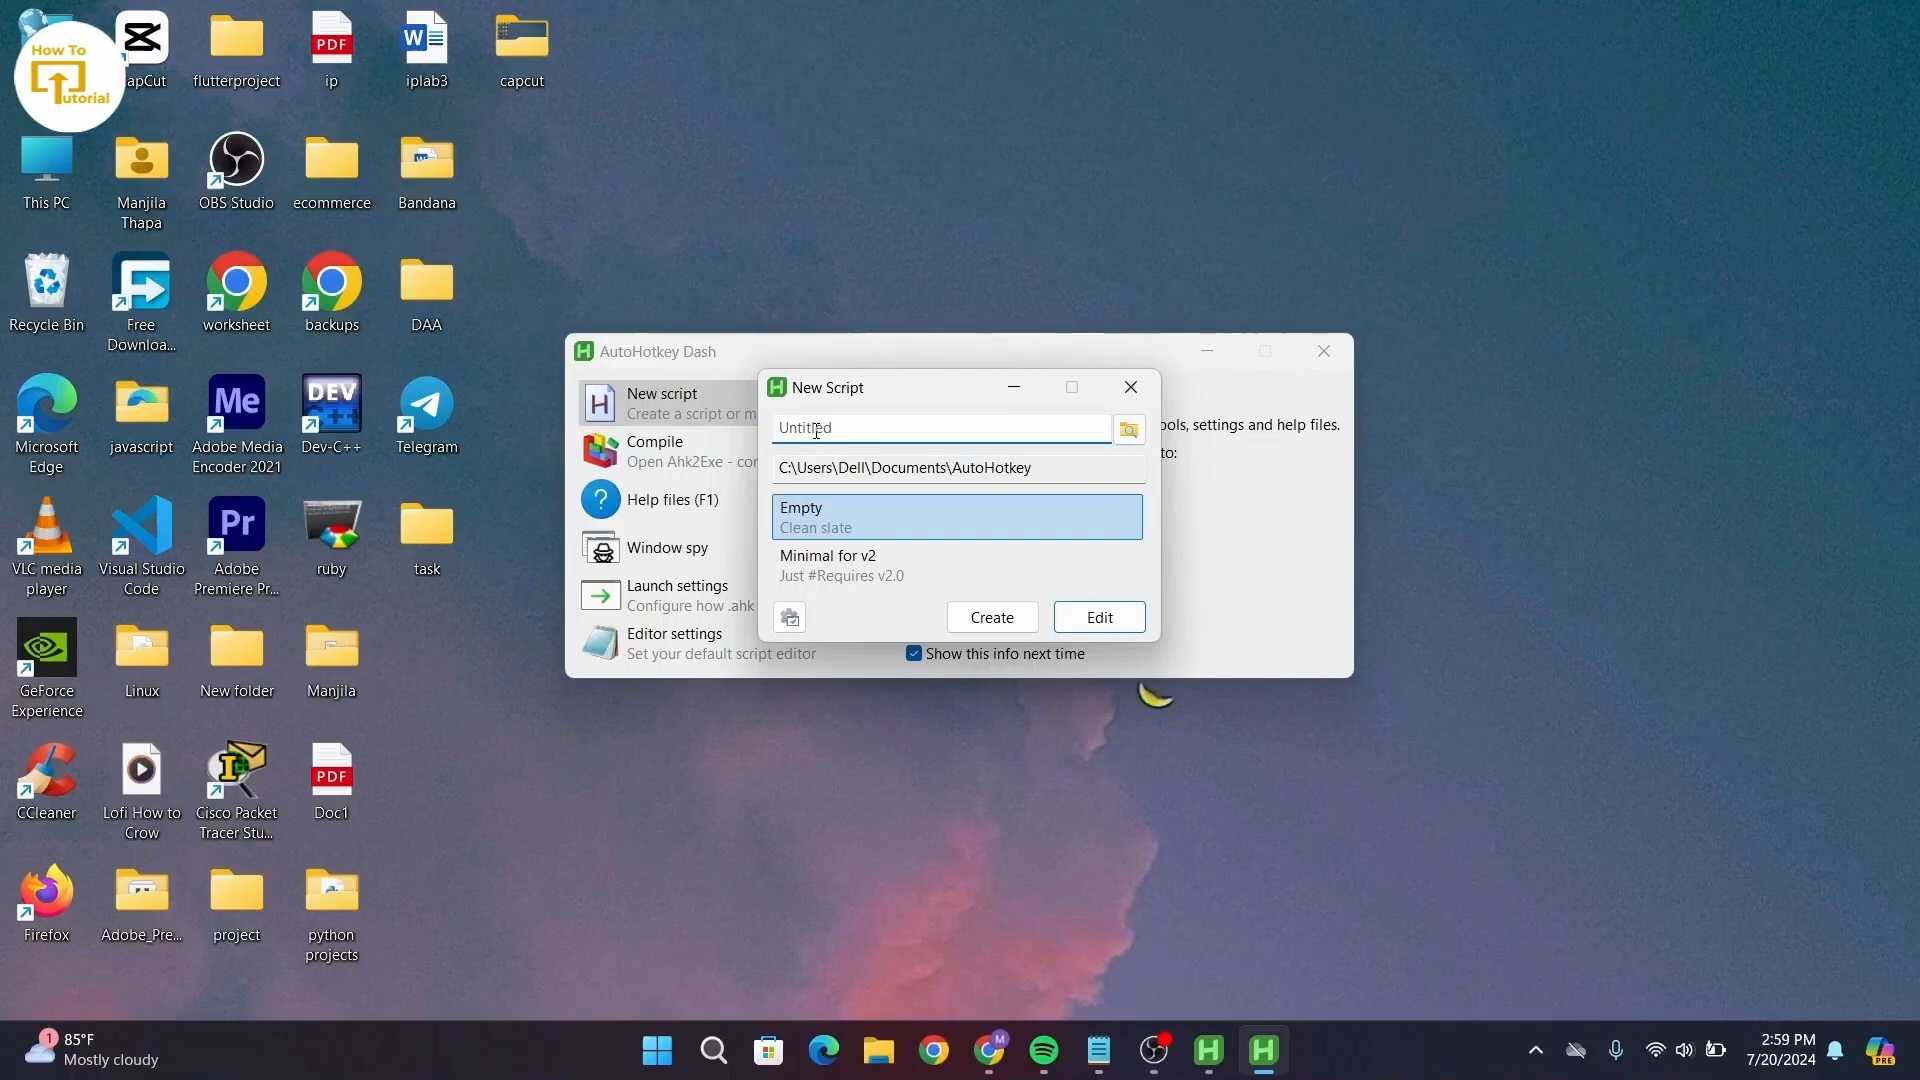 How To
Tutorial
apCut
flutterproject
ip
iplab3
capcut
This PC
Manjila
Thapa
OBS Studio
ecommerce
Bandana
Recycle Bin
Free
Downloa...
worksheet
backups
DAA
Microsoft
Edge
javascript
Adobe Media
Encoder 2021
Dev-C++
Telegram
VLC media
player
Visual Studio
Code
Adobe
Premiere Pr...
ruby
task
GeForce
Experience
Linux
New folder
Manjila
CCleaner
Lofi How to
Crow
Cisco Packet
Tracer Stu...
Doc1
Firefox
Adobe_Pre...
project
python
projects
PDF
W
Me
DEV
C++
Pr
PDF
AutoHotkey Dash
New script
Create a script or m
Compile
Open Ahk2Exe - cor
Help files (F1)
Window spy
Launch settings
Configure how .ahk
Editor settings
Set your default script editor
ools, settings and help files.
to:
Show this info next time
New Script
Untitled
C:\Users\Dell\Documents\AutoHotkey
Empty
Clean slate
Minimal for v2
Just #Requires v2.0
Create
Edit
1
85°F
Mostly cloudy
M
2:59 PM
7/20/2024
PRE